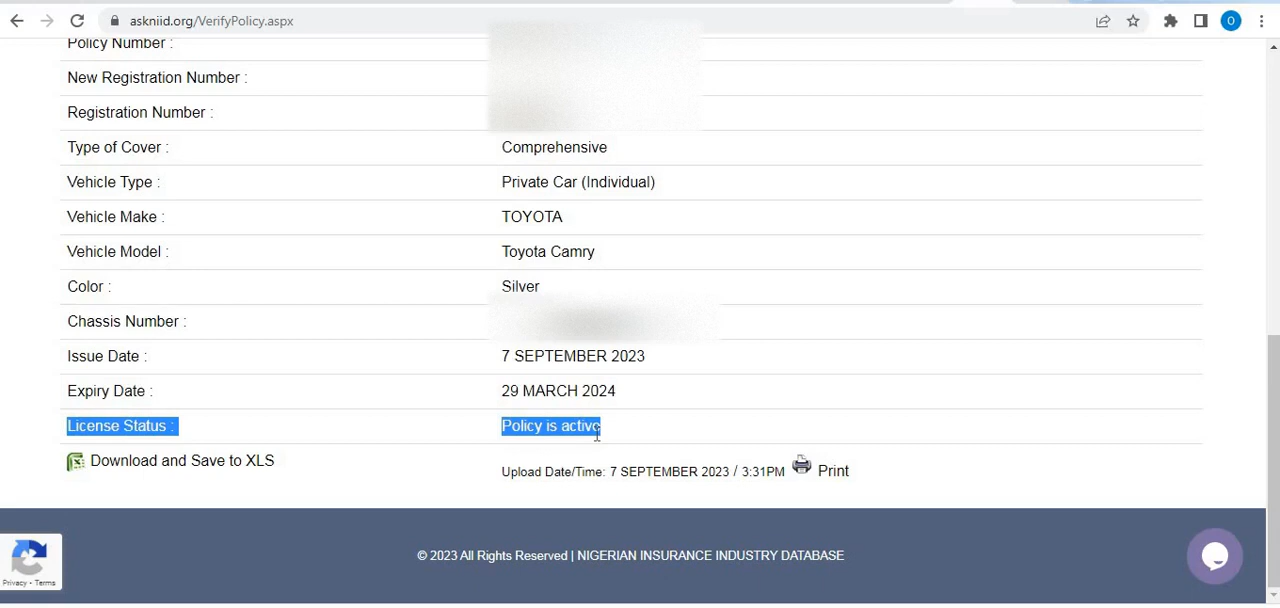 askniid.org/VerifyPolicy.aspx
O
Policy Number :
New Registration Number :
Registration Number :
Type of Cover : Comprehensive
Vehicle Type : Private Car (Individual)
Vehicle Make : TOYOTA
Vehicle Model : Toyota Camry
Color : Silver
Chassis Number :
Issue Date : 7 SEPTEMBER 2023
Expiry Date : 29 MARCH 2024
License Status : Policy is active
Download and Save to XLS
Upload Date/Time: 7 SEPTEMBER 2023 / 3:31PM Print
© 2023 All Rights Reserved | NIGERIAN INSURANCE INDUSTRY DATABASE
Privacy - Terms